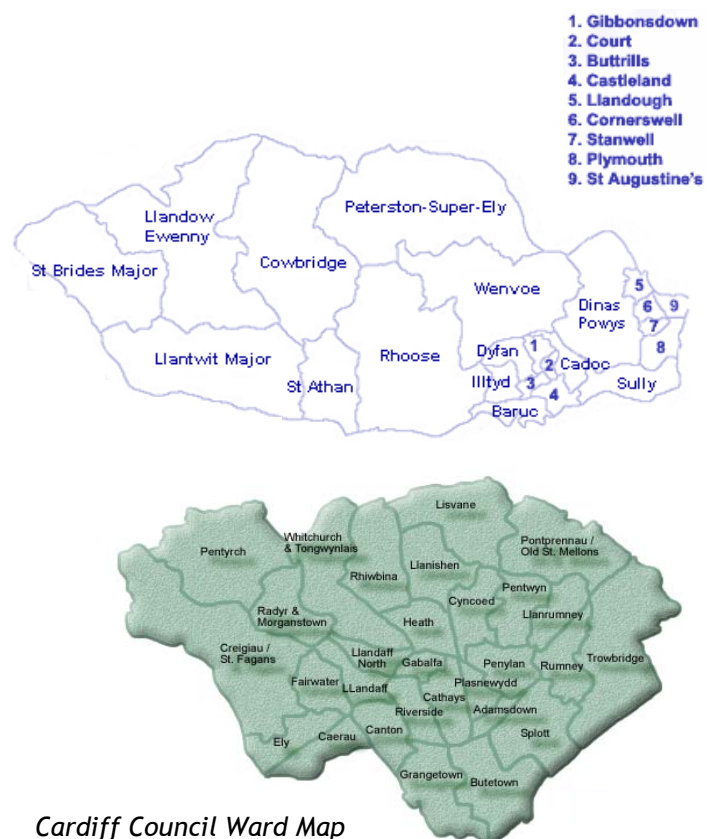 1. Gibbonsdown
2. Court
3. Buttrills
4. Castleland
5. Llandough
6. Cornerswell
7. Stanwell
8. Plymouth
9. St Augustine's
Peterston-Super-Ely
Llandow
Ewenny
St Brides Major
Cowbridge
Wenvoe
Dinas
Powys
5
6
9
7
8
Llantwit Major
St Athan
Rhoose
Dyfan
1
2
Cadoc
Illtyd
3
4
Sully
Baruc
Lisvane
Pentyrch
Whitchurch
& Tongwynlais
Pontprennau /
Old St. Mellons
Rhiwbina
Llanishen
Cyncoed
Pentwyn
Radyr &
Morganstown
Heath
Llanrumney
Creigiau /
St. Fagans
Llandaff
North
Gabalfa
Penylan
Rumney
Trowbridge
Fairwater
LLandaff
Plasnewydd
Cathays
Riverside
Adamsdown
Ely
Caerau
Canton
Splott
Grangetown
Butetown
Cardiff Council Ward Map